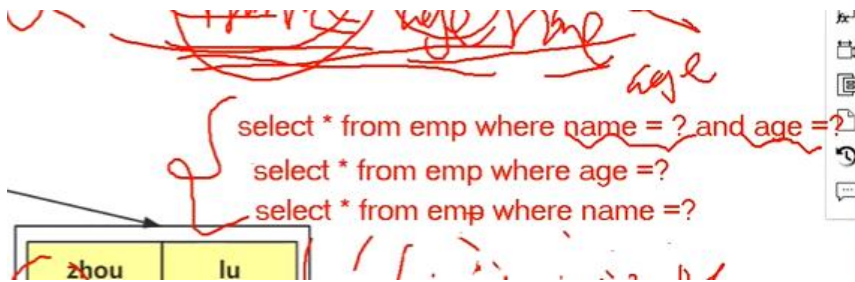 age
select * from emp where name = ? and age =?
select * from emp where age =?
select * from emp where name =?
zhou lu